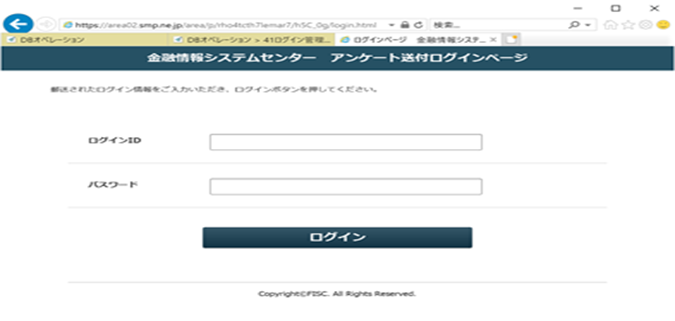 https://area02.smp.ne.jp/area/p/rho4tcth7lemar7/h5C_0g/login.html 検索...
DBオペレーション DBオペレーション > 41ログイン管理... ログインページ 金融情報システ... ×
金融情報システムセンター アンケート送付ログインページ
郵送されたログイン情報をご入力いただき、ログインボタンを押してください。
ログインID
パスワード
ログイン
Copyright©FISC. All Rights Reserved.